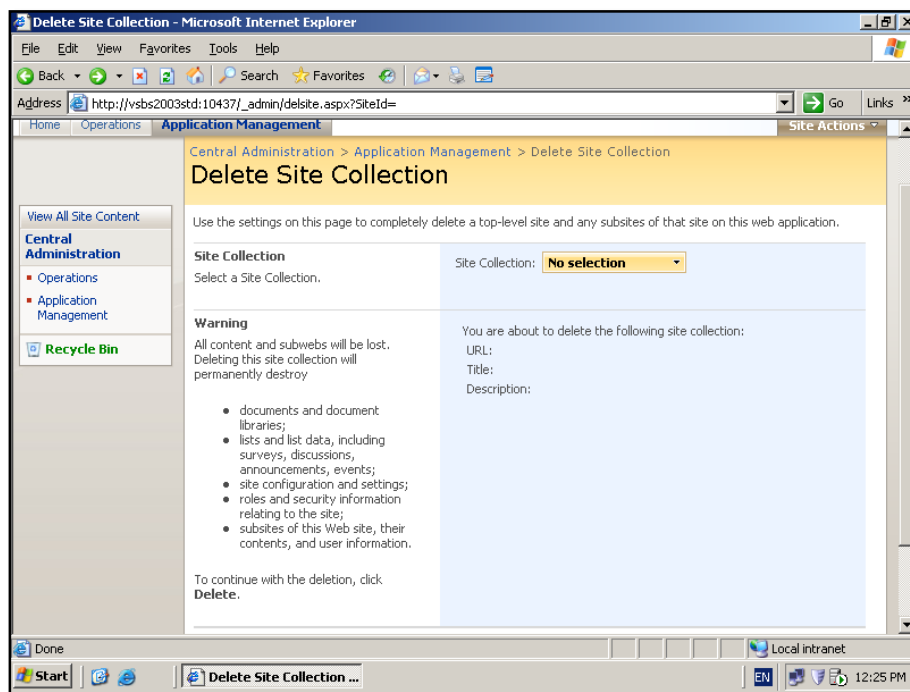 Delete Site Collection - Microsoft Internet Explorer
File Edit View Favorites Tools Help
Back Search Favorites
Address http://vsbs2003std:10437/_admin/delsite.aspx?SiteId= Go Links »
Home Operations Application Management Site Actions
Central Administration > Application Management > Delete Site Collection
Delete Site Collection
View All Site Content
Central
Administration
Operations
Application
Management
Recycle Bin
Use the settings on this page to completely delete a top-level site and any subsites of that site on this web application.
Site Collection
Select a Site Collection.
Site Collection: No selection
Warning
All content and subwebs will be lost.
Deleting this site collection will
permanently destroy
documents and document
libraries;
lists and list data, including
surveys, discussions,
announcements, events;
site configuration and settings;
roles and security information
relating to the site;
subsites of this Web site, their
contents, and user information.
To continue with the deletion, click
Delete.
You are about to delete the following site collection:
URL:
Title:
Description:
Done Local intranet
Start Delete Site Collection ... EN 12:25 PM